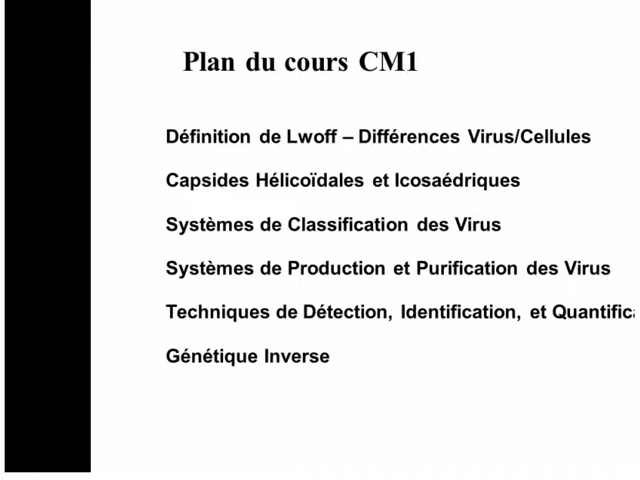 Plan du cours CM1
Définition de Lwoff – Différences Virus/Cellules
Capsides Hélicoïdales et Icosaédriques
Systèmes de Classification des Virus
Systèmes de Production et Purification des Virus
Techniques de Détection, Identification, et Quantific
Génétique Inverse